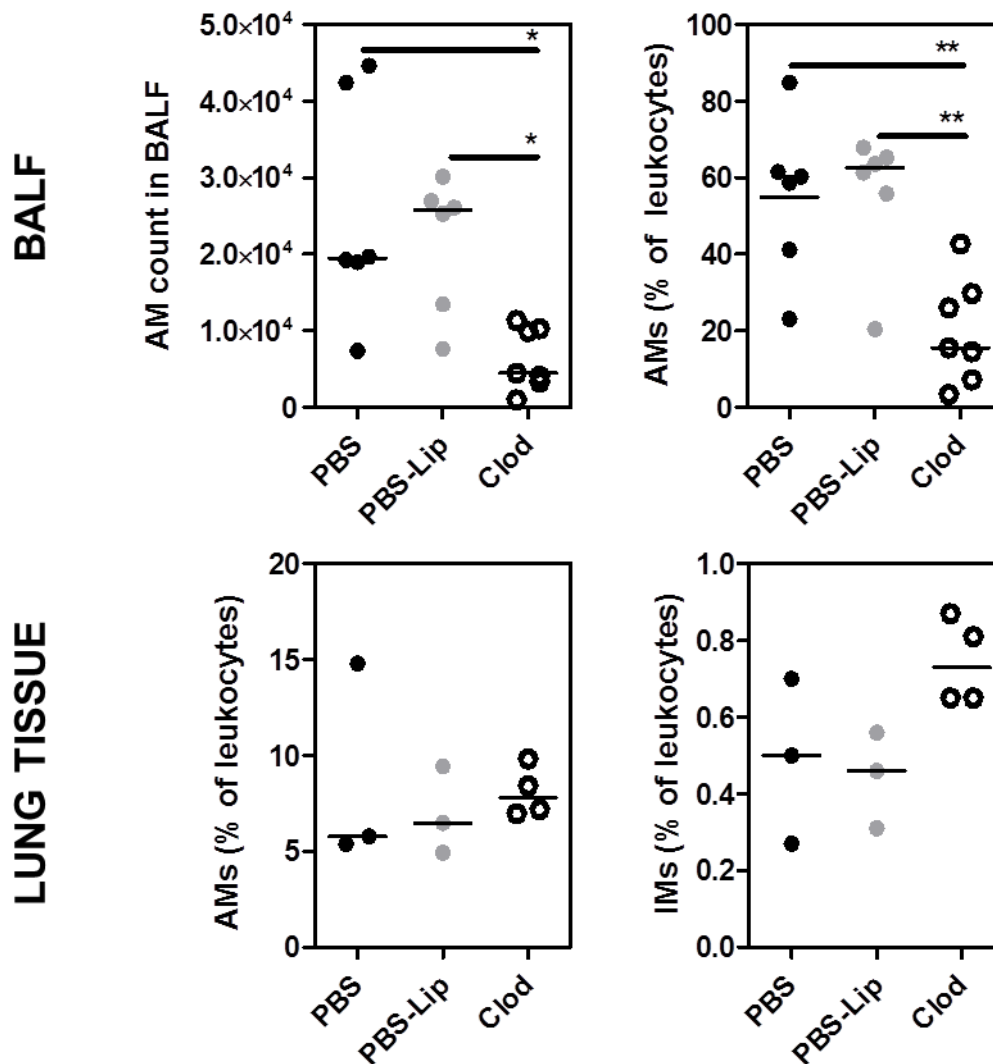 BALF
AM count in BALF
5.0×10⁴
4.0×10⁴
3.0×10⁴
2.0×10⁴
1.0×10⁴
0
*
*
PBS
PBS-Lip
Clod
AMs (% of leukocytes)
100
80
60
40
20
0
**
**
PBS
PBS-Lip
Clod
LUNG TISSUE
AMs (% of leukocytes)
20
15
10
5
0
PBS
PBS-Lip
Clod
IMs (% of leukocytes)
1.0
0.8
0.6
0.4
0.2
0.0
PBS
PBS-Lip
Clod